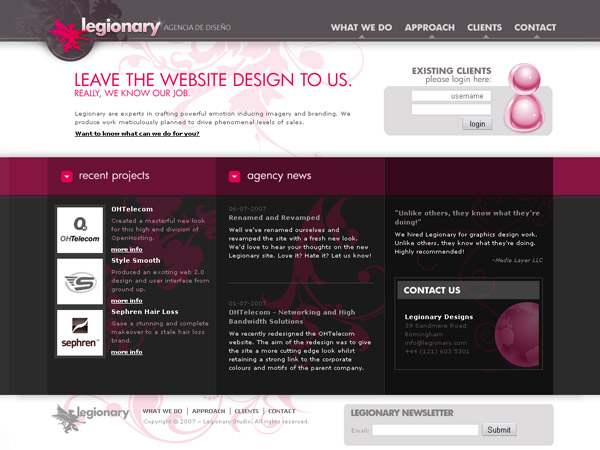 legionary AGENCIA DE DISEÑO
WHAT WE DO APPROACH CLIENTS CONTACT
LEAVE THE WEBSITE DESIGN TO US.
REALLY, WE KNOW OUR JOB.
Legionary are experts in crafting powerful emotion inducing imagery and branding. We
produce work meticulously planned to drive phenomenal levels of sales.
Want to know what can we do for you?
EXISTING CLIENTS
please login here:
username
login
recent projects
OHTelecom
OHTelecom
Created a masterful new look
for this high end division of
OpenHosting.
more info
Style Smooth
Produced an exciting web 2.0
design and user interface from
ground up.
more info
sephren
Sephren Hair Loss
Gave a stunning and complete
makeover to a stale hair loss
brand.
more info
agency news
06-07-2007
Renamed and Revamped
Well we've renamed ourselves and
revamped the site with a fresh new look.
We'd love to hear your thoughts on the new
Legionary site. Love it? Hate it? Let us know!
01-07-2007
OHTelecom - Networking and High
Bandwidth Solutions
We recently redesigned the OHTelecom
website. The aim of the redesign was to give
the site a more cutting edge look whilst
retaining a strong link to the corporate
colours and motifs of the parent company.
"Unlike others, they know what they're
doing!"
We hired Legionary for graphics design work.
Unlike others, they know what they're doing.
Highly recommended!
~Media Layer LLC
CONTACT US
Legionary Designs
39 Sandmere Road
Birmingham
info@legionary.com
+44 (121) 603 5301
legionary
WHAT WE DO | APPROACH | CLIENTS | CONTACT
Copyright © 2007 - Legionary Studio. All rights reserved.
LEGIONARY NEWSLETTER
Email:
Submit